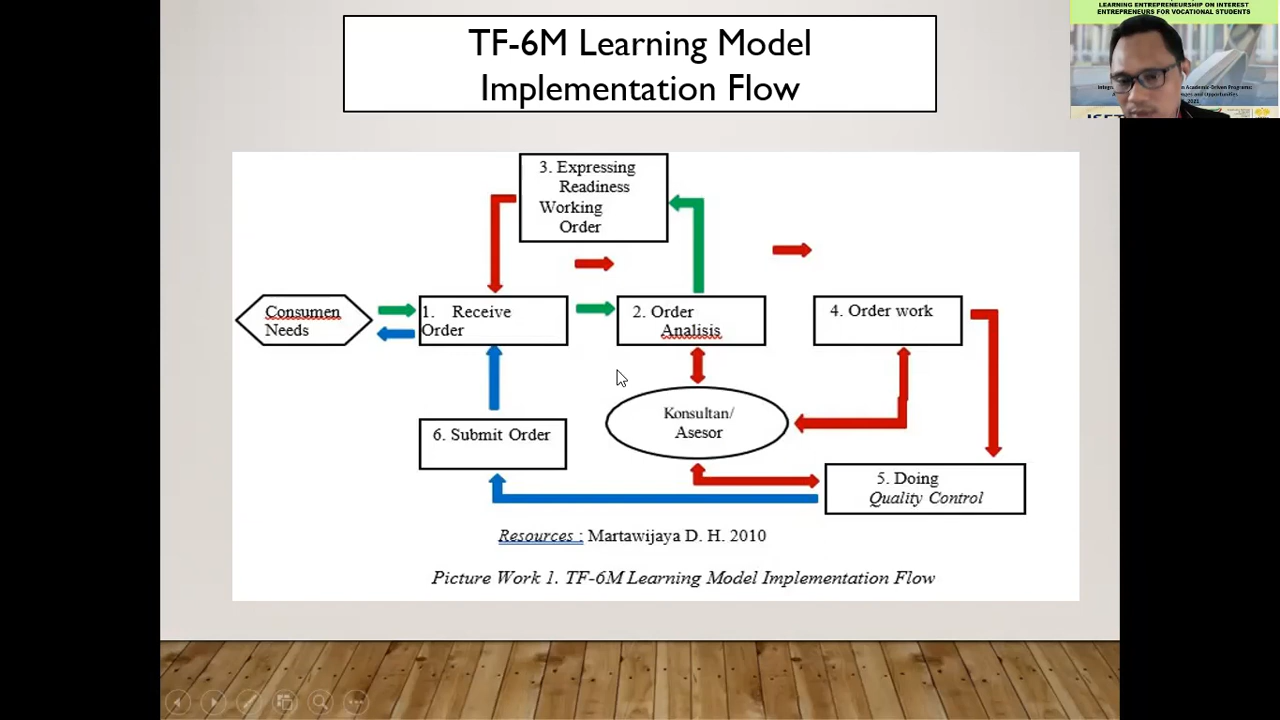 TF-6M Learning Model
Implementation Flow
LEARNING ENTREPRENEURSHIP ON INTEREST
ENTREPRENEURS FOR VOCATIONAL STUDENTS
3. Expressing
Readiness
Working
Order
Consumen
Needs
1. Receive
Order
2. Order
Analisis
4. Order work
Konsultan/
Asesor
6. Submit Order
5. Doing
Quality Control
Resources : Martawijaya D. H. 2010
Picture Work 1. TF-6M Learning Model Implementation Flow